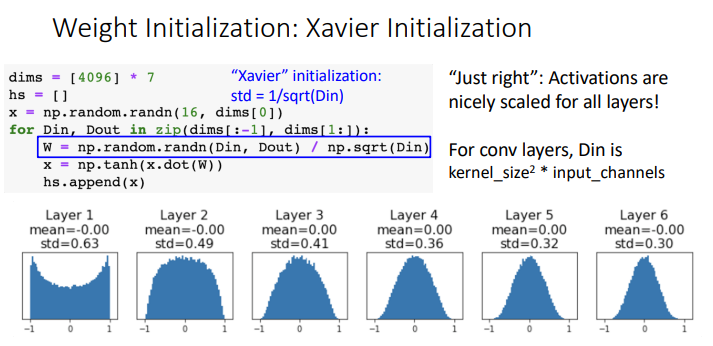 Weight Initialization: Xavier Initialization
dims = [4096] * 7
hs = []
x = np.random.randn(16, dims[0])
for Din, Dout in zip(dims[:-1], dims[1:]):
W = np.random.randn(Din, Dout) / np.sqrt(Din)
x = np.tanh(x.dot(W))
hs.append(x)
“Xavier” initialization:
std = 1/sqrt(Din)
“Just right”: Activations are
nicely scaled for all layers!
For conv layers, Din is
kernel_size² * input_channels
Layer 1
mean=-0.00
std=0.63
-1 0 1
Layer 2
mean=-0.00
std=0.49
-1 0 1
Layer 3
mean=0.00
std=0.41
-1 0 1
Layer 4
mean=0.00
std=0.36
-1 0 1
Layer 5
mean=0.00
std=0.32
-1 0 1
Layer 6
mean=-0.00
std=0.30
-1 0 1